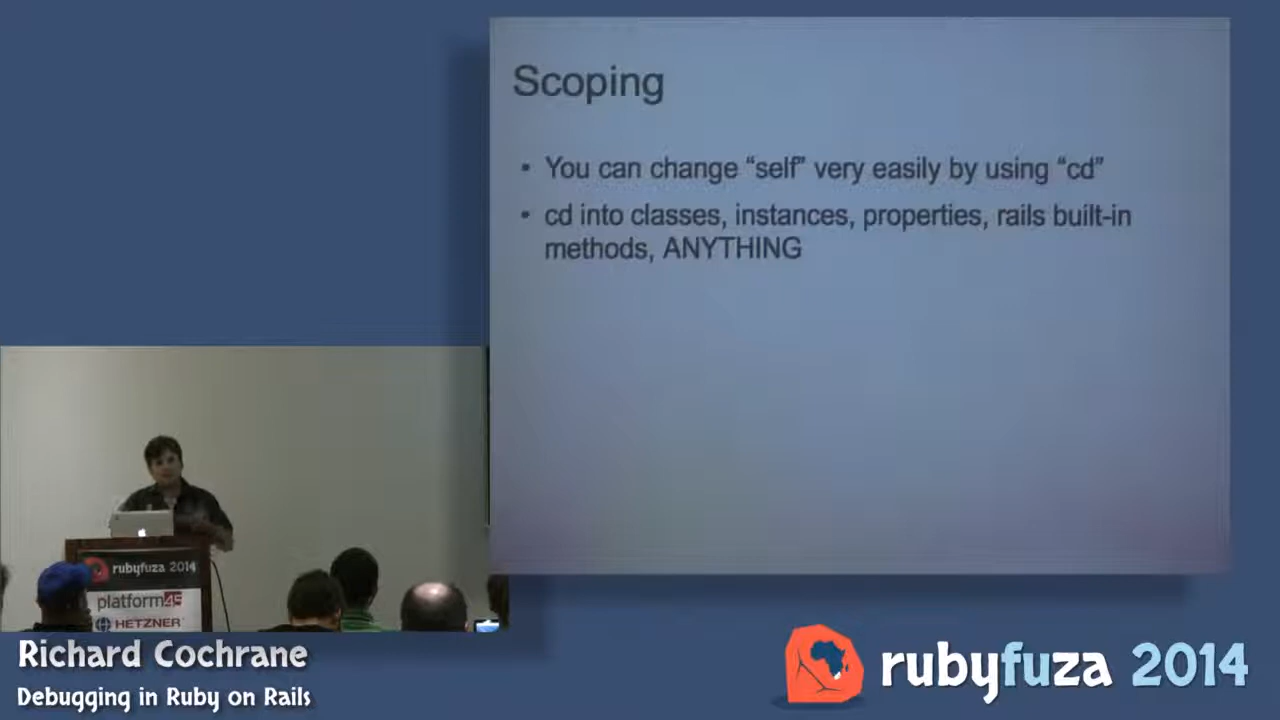 Scoping
• You can change “self” very easily by using “cd”
• cd into classes, instances, properties, rails built-in
methods, ANYTHING
rubyfuza 2014
platform45
HETZNER
Richard Cochrane
Debugging in Ruby on Rails
rubyfuza 2014